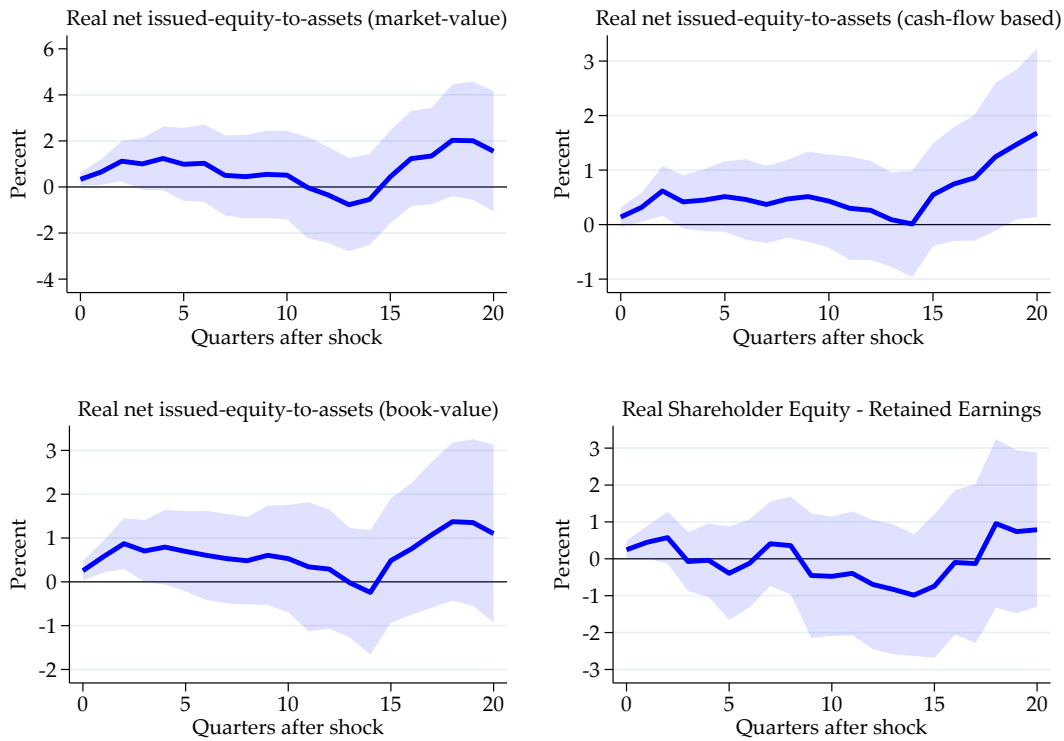 Real net issued-equity-to-assets (market-value)
6
4
2
0
-2
-4
Percent
0 5 10 15 20
Quarters after shock
Real net issued-equity-to-assets (cash-flow based)
3
2
1
0
-1
Percent
0 5 10 15 20
Quarters after shock
Real net issued-equity-to-assets (book-value)
3
2
1
0
-1
-2
Percent
0 5 10 15 20
Quarters after shock
Real Shareholder Equity - Retained Earnings
3
2
1
0
-1
-2
-3
Percent
0 5 10 15 20
Quarters after shock